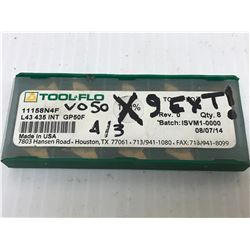 TOOL-FLO
11158N4F
L43 435 INT GP50F
VO50
X 9 EXT!
4/3
Rev. 0 Qty. 8
Made in USA
*Batch: ISVM1-0000
08/07/14
7803 Hansen Road - Houston, TX 77061 - 713/941-1080 - FAX: 713/941-